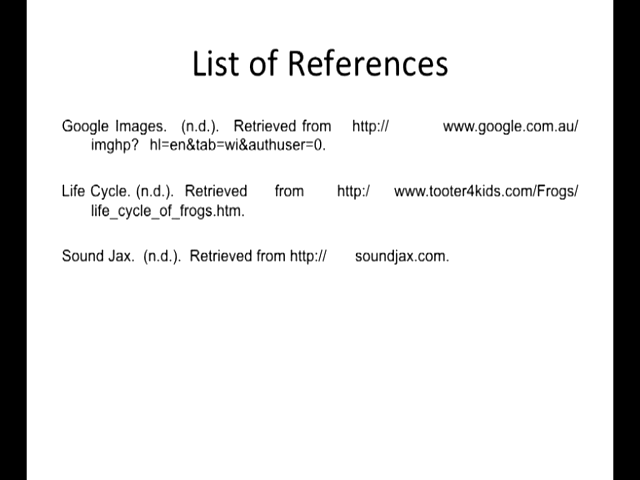 List of References
Google Images. (n.d.). Retrieved from http:// www.google.com.au/
imghp? hl=en&tab=wi&authuser=0.
Life Cycle. (n.d.). Retrieved from http:/ www.tooter4kids.com/Frogs/
life_cycle_of_frogs.htm.
Sound Jax. (n.d.). Retrieved from http:// soundjax.com.